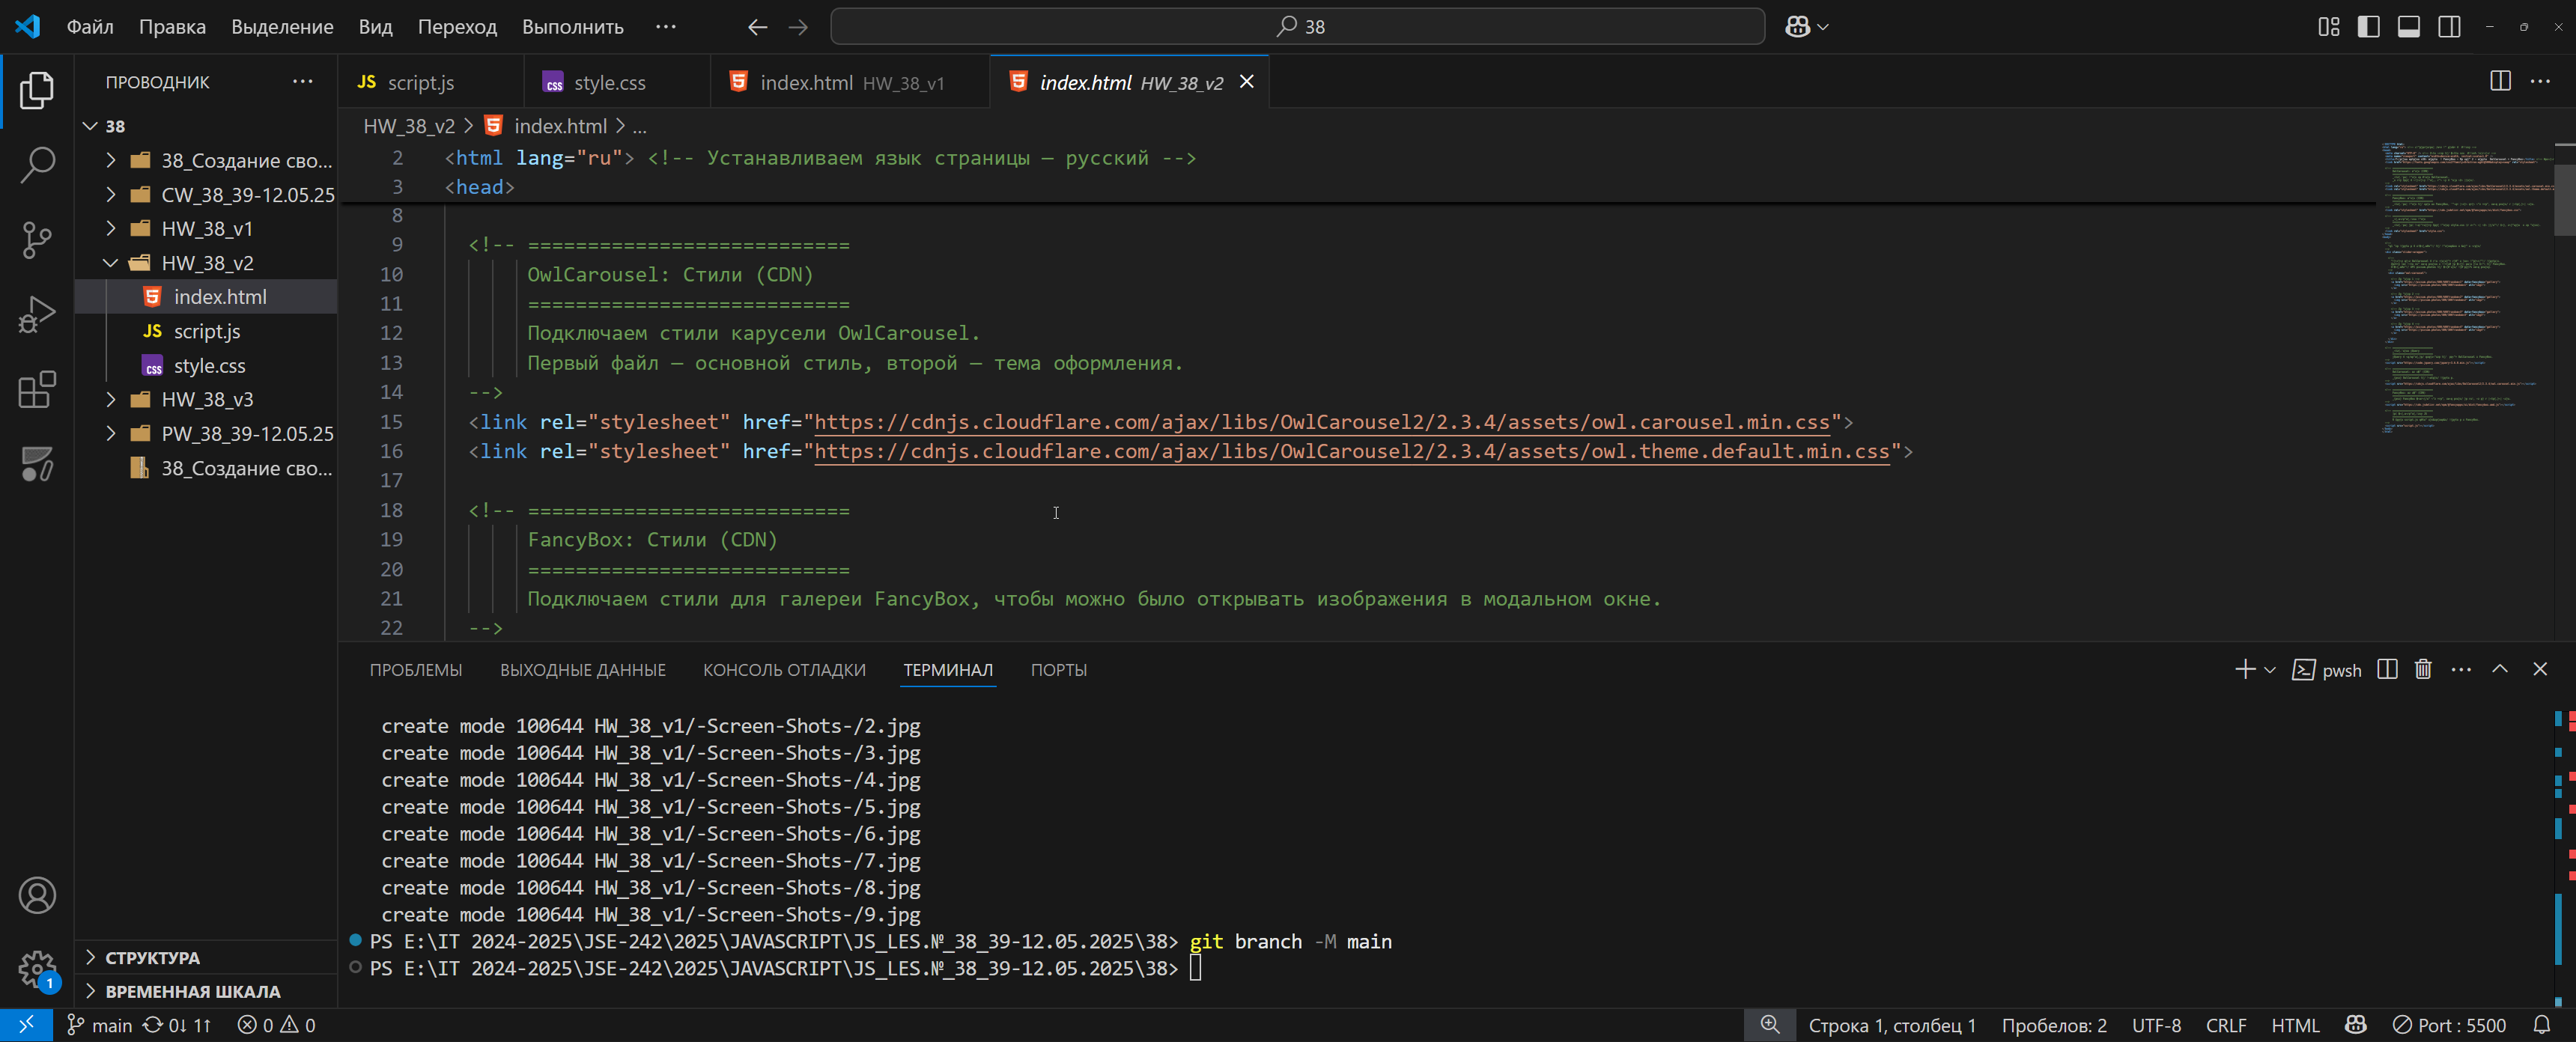 Файл Правка Выделение Вид Переход Выполнить ··· 38
ПРОВОДНИК ···
38
38_Создание сво...
CW_38_39-12.05.25
HW_38_v1
HW_38_v2
index.html
script.js
style.css
HW_38_v3
PW_38_39-12.05.25
38_Создание сво...
СТРУКТУРА
ВРЕМЕННАЯ ШКАЛА
JS script.js style.css index.html HW_38_v1 index.html HW_38_v2
HW_38_v2 > index.html > ...
2 <html lang="ru"> <!-- Устанавливаем язык страницы — русский -->
3 <head>
8
9 <!-- ===========================
10 OwlCarousel: Стили (CDN)
11 ===========================
12 Подключаем стили карусели OwlCarousel.
13 Первый файл — основной стиль, второй — тема оформления.
14 -->
15 <link rel="stylesheet" href="https://cdnjs.cloudflare.com/ajax/libs/OwlCarousel2/2.3.4/assets/owl.carousel.min.css">
16 <link rel="stylesheet" href="https://cdnjs.cloudflare.com/ajax/libs/OwlCarousel2/2.3.4/assets/owl.theme.default.min.css">
17
18 <!-- ===========================
19 FancyBox: Стили (CDN)
20 ===========================
21 Подключаем стили для галереи FancyBox, чтобы можно было открывать изображения в модальном окне.
22 -->
ПРОБЛЕМЫ ВЫХОДНЫЕ ДАННЫЕ КОНСОЛЬ ОТЛАДКИ ТЕРМИНАЛ ПОРТЫ pwsh
create mode 100644 HW_38_v1/-Screen-Shots-/2.jpg
create mode 100644 HW_38_v1/-Screen-Shots-/3.jpg
create mode 100644 HW_38_v1/-Screen-Shots-/4.jpg
create mode 100644 HW_38_v1/-Screen-Shots-/5.jpg
create mode 100644 HW_38_v1/-Screen-Shots-/6.jpg
create mode 100644 HW_38_v1/-Screen-Shots-/7.jpg
create mode 100644 HW_38_v1/-Screen-Shots-/8.jpg
create mode 100644 HW_38_v1/-Screen-Shots-/9.jpg
PS E:\IT 2024-2025\JSE-242\2025\JAVASCRIPT\JS_LES.№_38_39-12.05.2025\38> git branch -M main
PS E:\IT 2024-2025\JSE-242\2025\JAVASCRIPT\JS_LES.№_38_39-12.05.2025\38>
1
main 0↓ 1↑ 0 0 Строка 1, столбец 1 Пробелов: 2 UTF-8 CRLF HTML Port : 5500